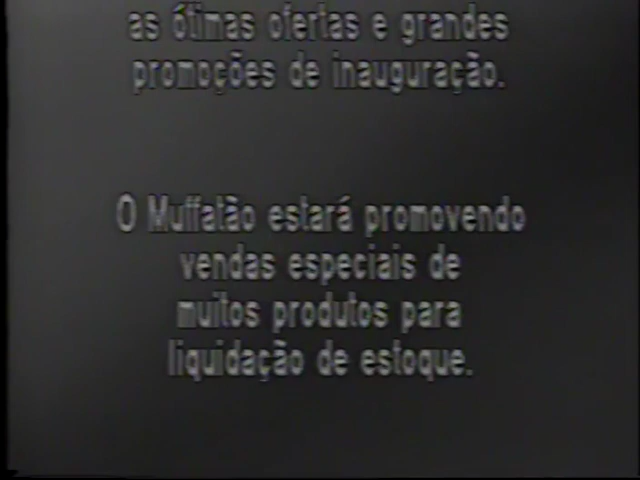 as ótimas ofertas e grandes
promoções de inauguração.
O Muffatão estará promovendo
vendas especiais de
muitos produtos para
liquidação de estoque.